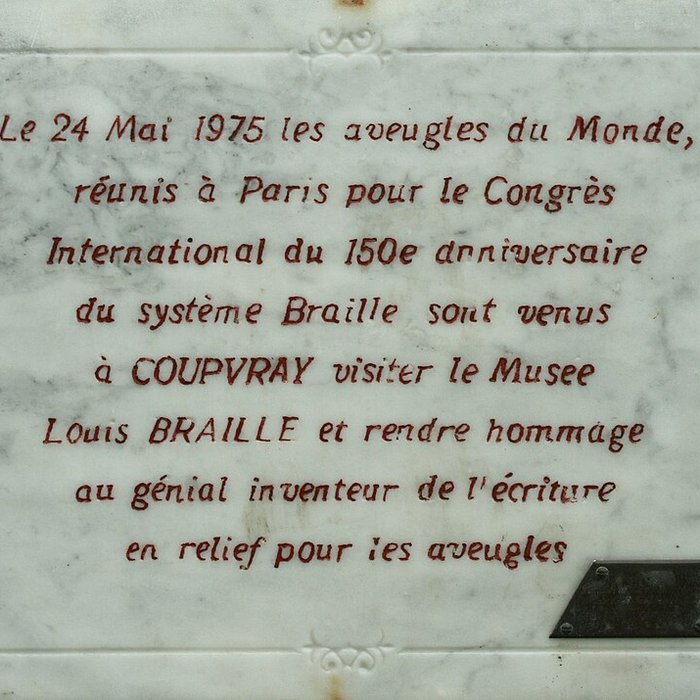 Le 24 Mai 1975 les aveugles du Monde,
réunis à Paris pour le Congrès
International du 150e anniversaire
du système Braille sont venus
à COUPVRAY visiter le Musee
Louis BRAILLE et rendre hommage
au génial inventeur de l'écriture
en relief pour les aveugles